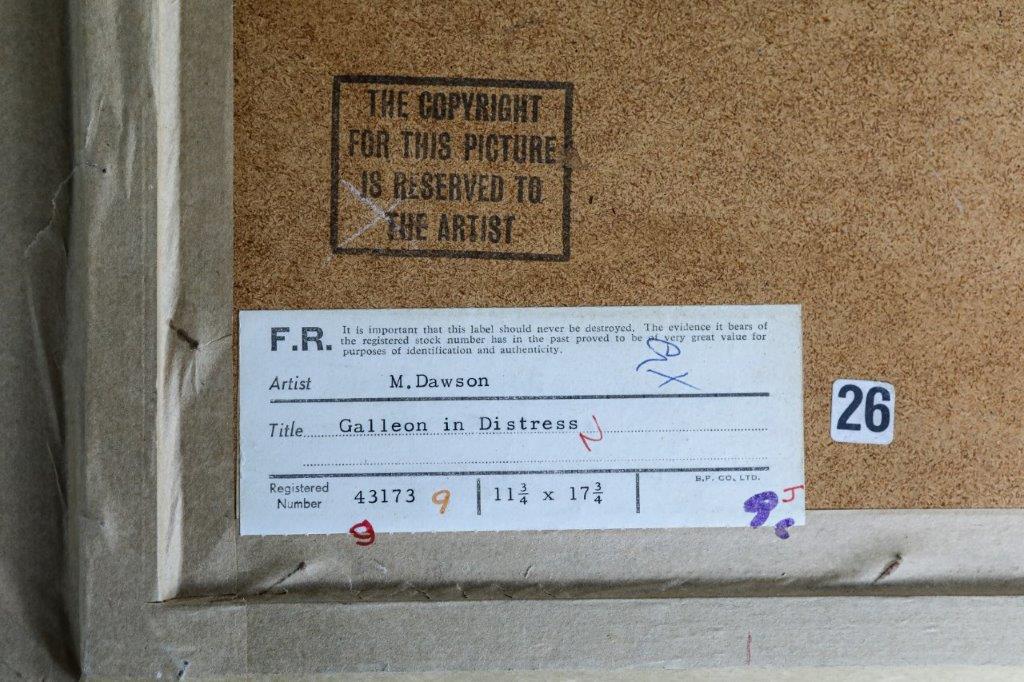 THE COPYRIGHT
FOR THIS PICTURE
IS RESERVED TO
THE ARTIST
F.R.
It is important that this label should never be destroyed. The evidence it bears of
the registered stock number has in the past proved to be of very great value for
purposes of identification and authenticity.
Artist M.Dawson
Title Galleon in Distress
N
26
B.P. CO., LTD.
Registered
Number
43173 9 11¾ x 17¾
9
9